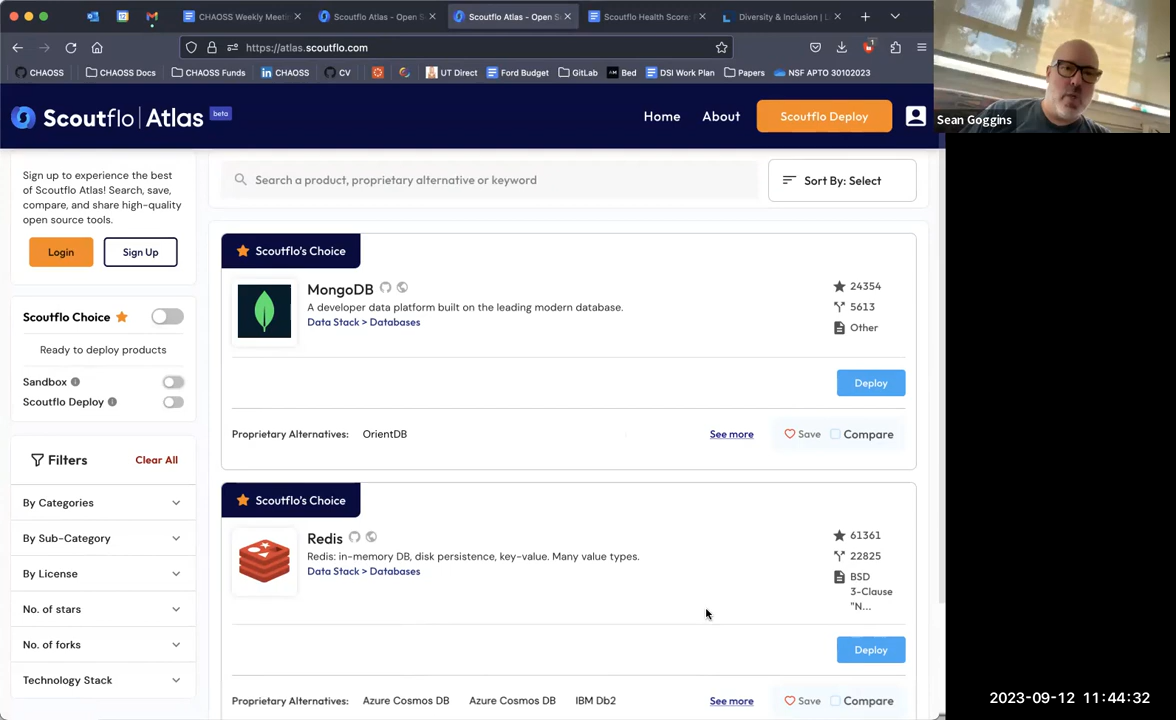 CHAOSS Weekly Meeti
Scoutflo Atlas - Open S
Scoutflo Atlas - Open S
Scoutflo Health Score:
Diversity & Inclusion | L
https://atlas.scoutflo.com
1
CHAOSS
CHAOSS Docs
CHAOSS Funds
CHAOSS
CV
UT Direct
Ford Budget
GitLab
Bed
DSI Work Plan
Papers
NSF APTO 30102023
Sean Goggins
Scoutflo | Atlas beta
Home
About
Scoutflo Deploy
Sign up to experience the best
of Scoutflo Atlas! Search, save,
compare, and share high-quality
open source tools.
Login
Sign Up
Scoutflo Choice
Ready to deploy products
Sandbox
Scoutflo Deploy
Filters
Clear All
By Categories
By Sub-Category
By License
No. of stars
No. of forks
Technology Stack
Search a product, proprietary alternative or keyword
Sort By: Select
Scoutflo's Choice
MongoDB
A developer data platform built on the leading modern database.
Data Stack > Databases
24354
5613
Other
Deploy
Proprietary Alternatives: OrientDB
See more
Save
Compare
Scoutflo's Choice
Redis
Redis: in-memory DB, disk persistence, key-value. Many value types.
Data Stack > Databases
61361
22825
BSD
3-Clause
"N...
Deploy
Proprietary Alternatives: Azure Cosmos DB Azure Cosmos DB IBM Db2
See more
Save
Compare
2023-09-12 11:44:32